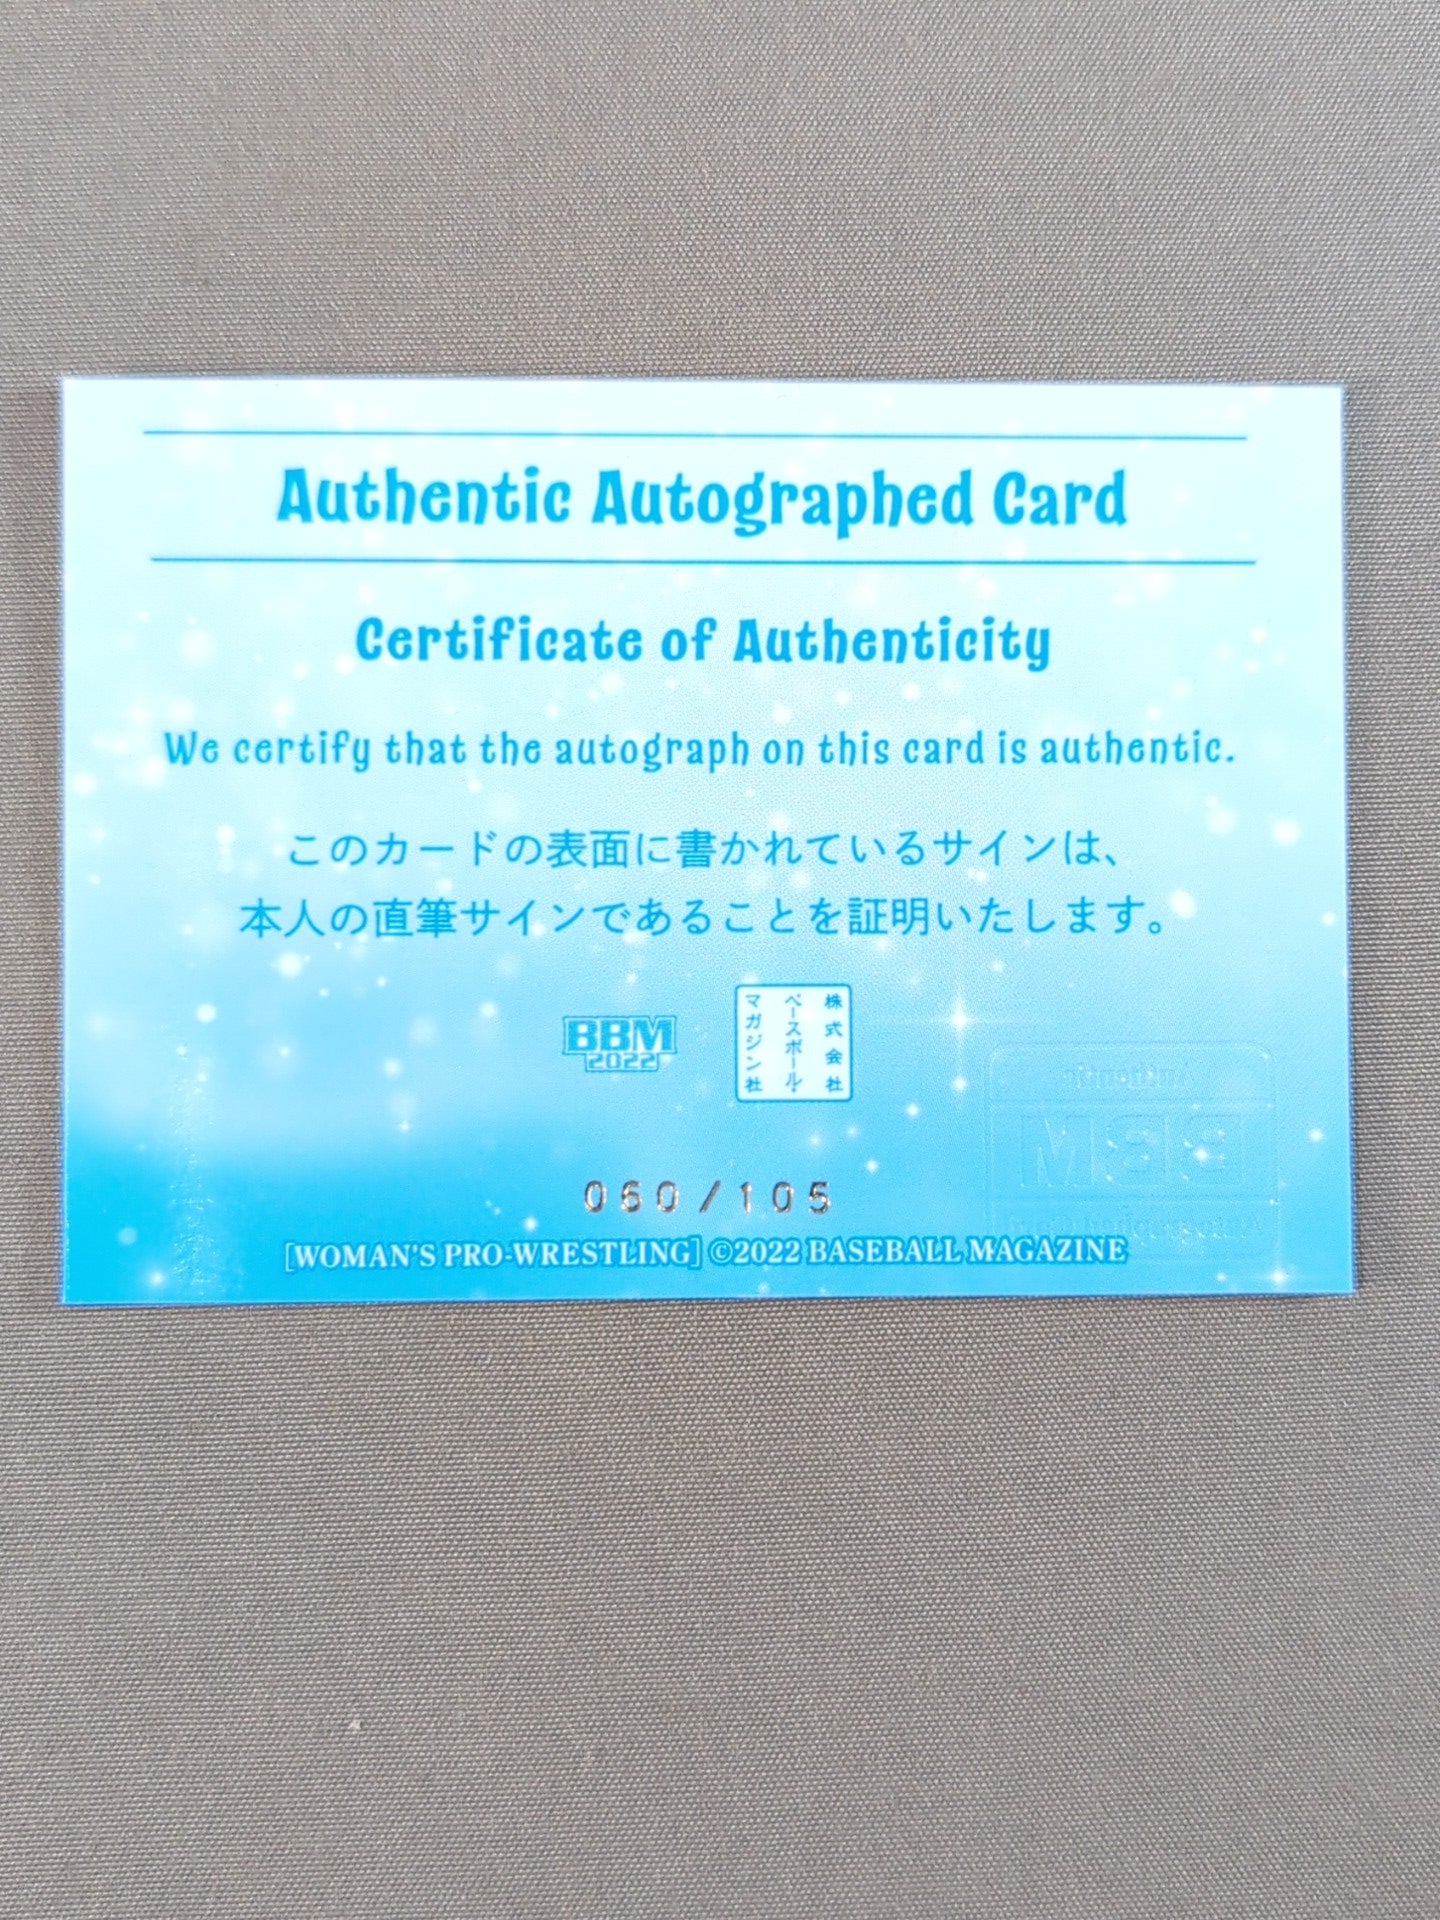 Authentic Autographed Card
Certificate of Authenticity
We certify that the autograph on this card is authentic.
このカードの表面に書かれているサインは、
本人の直筆サインであることを証明いたします。
BBM
2022
株式会社
ベースボール・
マガジン社
Authentic
BBM
Autographed Card
060/105
[WOMAN'S PRO-WRESTLING] ©2022 BASEBALL MAGAZINE